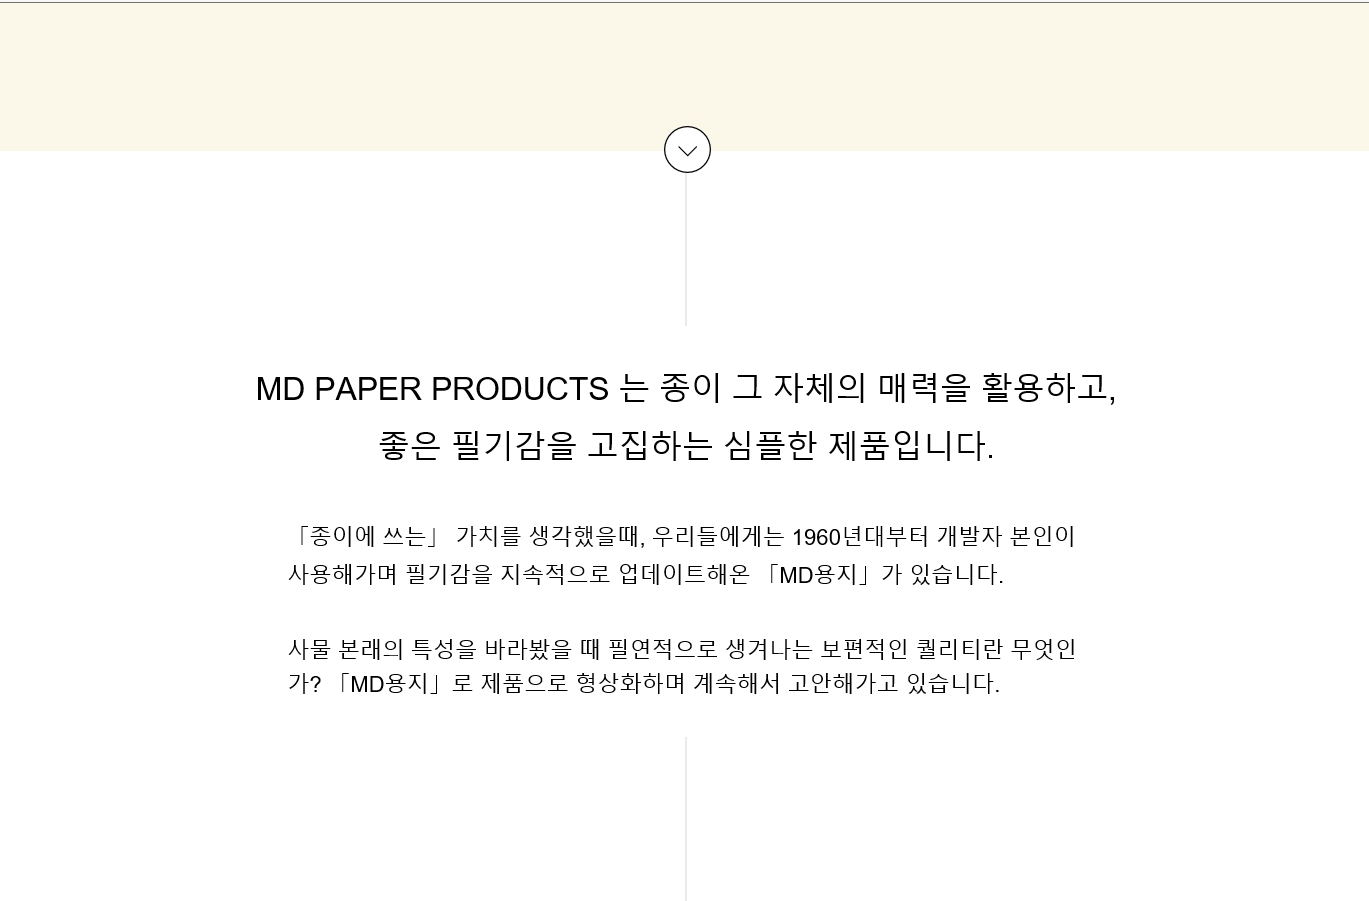 MD PAPER PRODUCTS 는 종이 그 자체의 매력을 활용하고,
좋은 필기감을 고집하는 심플한 제품입니다.
「종이에 쓰는」 가치를 생각했을때, 우리들에게는 1960년대부터 개발자 본인이
사용해가며 필기감을 지속적으로 업데이트해온 「MD용지」가 있습니다.
사물 본래의 특성을 바라봤을 때 필연적으로 생겨나는 보편적인 퀄리티란 무엇인
가? 「MD용지」로 제품으로 형상화하며 계속해서 고안해가고 있습니다.